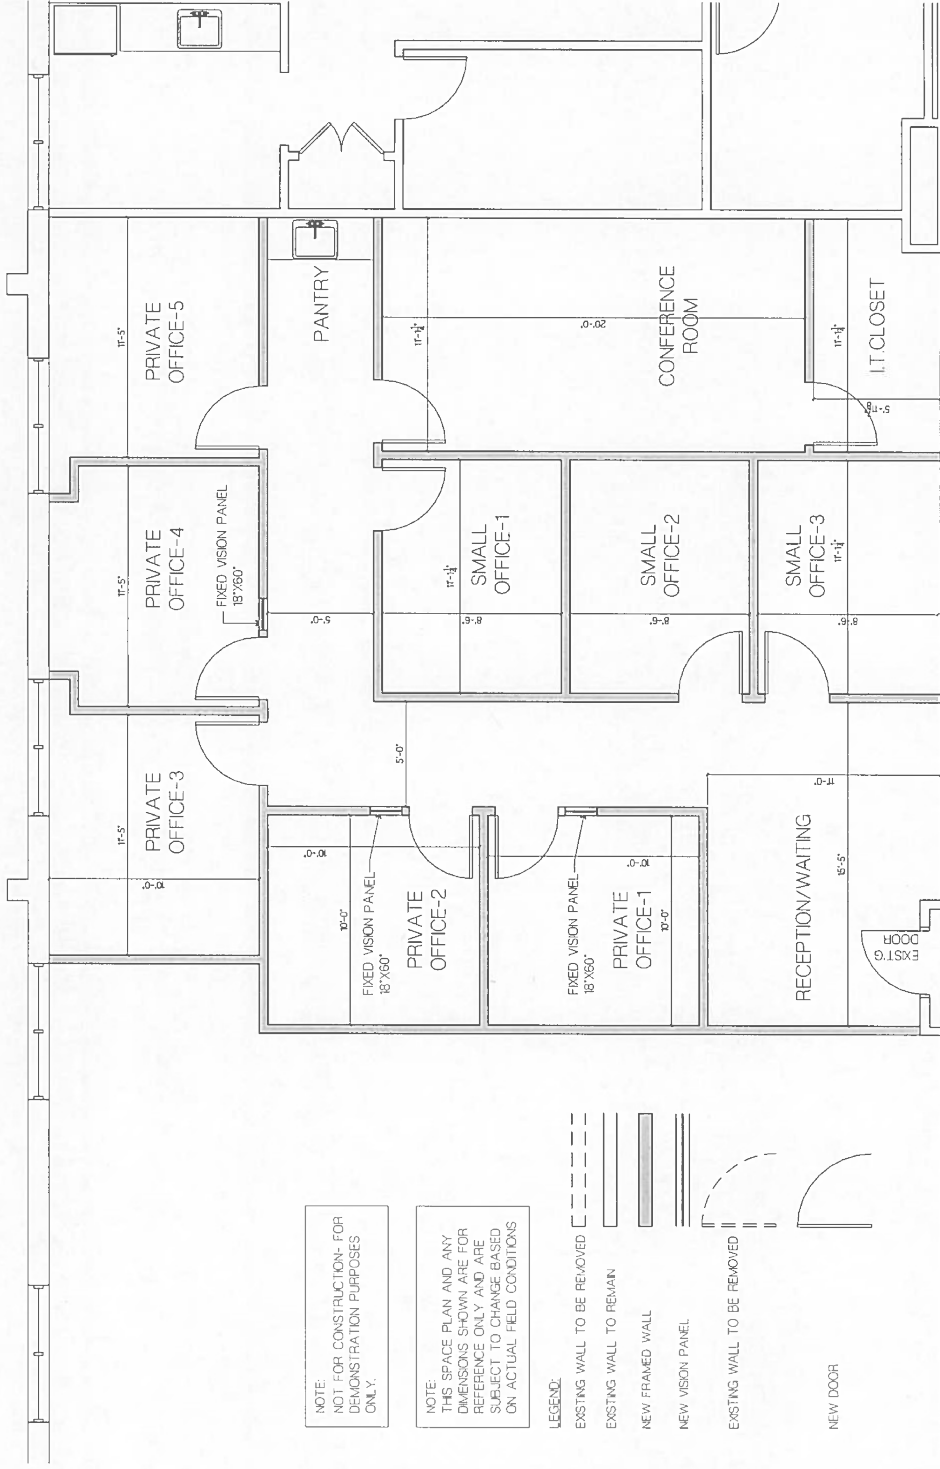 NOTE:
NOT FOR CONSTRUCTION- FOR
DEMONSTRATION PURPOSES
ONLY.
NOTE:
THIS SPACE PLAN AND ANY
DIMENSIONS SHOWN ARE FOR
REFERENCE ONLY AND ARE
SUBJECT TO CHANGE BASED
ON ACTUAL FIELD CONDITIONS
LEGEND:
EXISTING WALL TO BE REMOVED
EXISTING WALL TO REMAIN
NEW FRAMED WALL
NEW VISION PANEL
EXISTING WALL TO BE REMOVED
NEW DOOR
11'-5"
PRIVATE
OFFICE-3
10'-0"
11'-5"
PRIVATE
OFFICE-4
FIXED VISION PANEL
18"X60"
11'-5"
PRIVATE
OFFICE-5
PANTRY
5'-0"
10'-0"
10'-0"
FIXED VISION PANEL
18"X60"
PRIVATE
OFFICE-2
5'-0"
10'-0"
FIXED VISION PANEL
18"X60"
PRIVATE
OFFICE-1
10'-0"
11'-1¼"
SMALL
OFFICE-1
8'-6"
SMALL
OFFICE-2
8'-6"
SMALL
OFFICE-3
11'-1¼"
8'-6"
11'-1¼"
20'-0"
CONFERENCE
ROOM
11'-1¼"
I.T.CLOSET
RECEPTION/WAITING
11'-0"
15'-5"
EXIST'G
DOOR